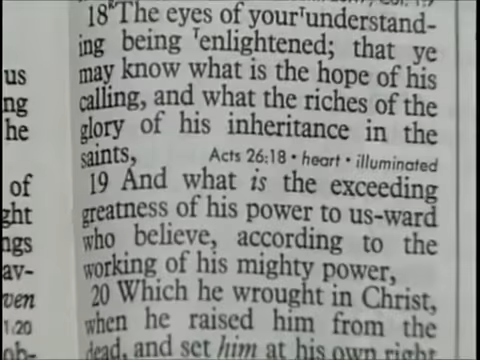 us
ng
he
of
ght
ngs
av-
ven
1:20
ob-
18 The eyes of your understand-
ing being enlightened; that ye
may know what is the hope of his
calling, and what the riches of the
glory of his inheritance in the
saints, Acts 26:18 • heart • illuminated
19 And what is the exceeding
greatness of his power to us-ward
who believe, according to the
working of his mighty power,
20 Which he wrought in Christ,
when he raised him from the
dead, and set him at his own right